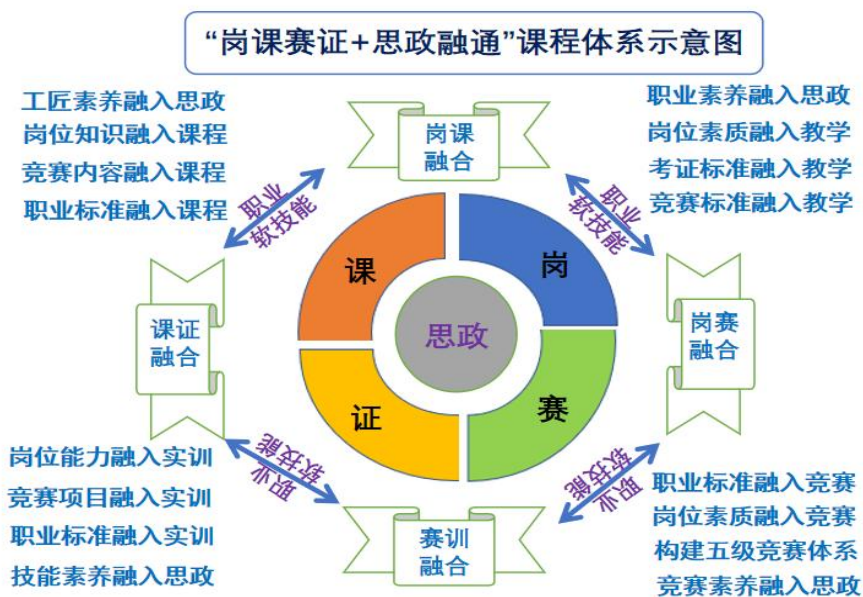 “岗课赛证+思政融通”课程体系示意图
工匠素养融入思政
岗位知识融入课程
竞赛内容融入课程
职业标准融入课程
岗课
融合
职业素养融入思政
岗位素质融入教学
考证标准融入教学
竞赛标准融入教学
职业
软技能
职业
软技能
课
岗
思政
证
赛
课证
融合
岗赛
融合
岗位能力融入实训
竞赛项目融入实训
职业标准融入实训
技能素养融入思政
职业
软技能
赛训
融合
职业
软技能
职业标准融入竞赛
岗位素质融入竞赛
构建五级竞赛体系
竞赛素养融入思政